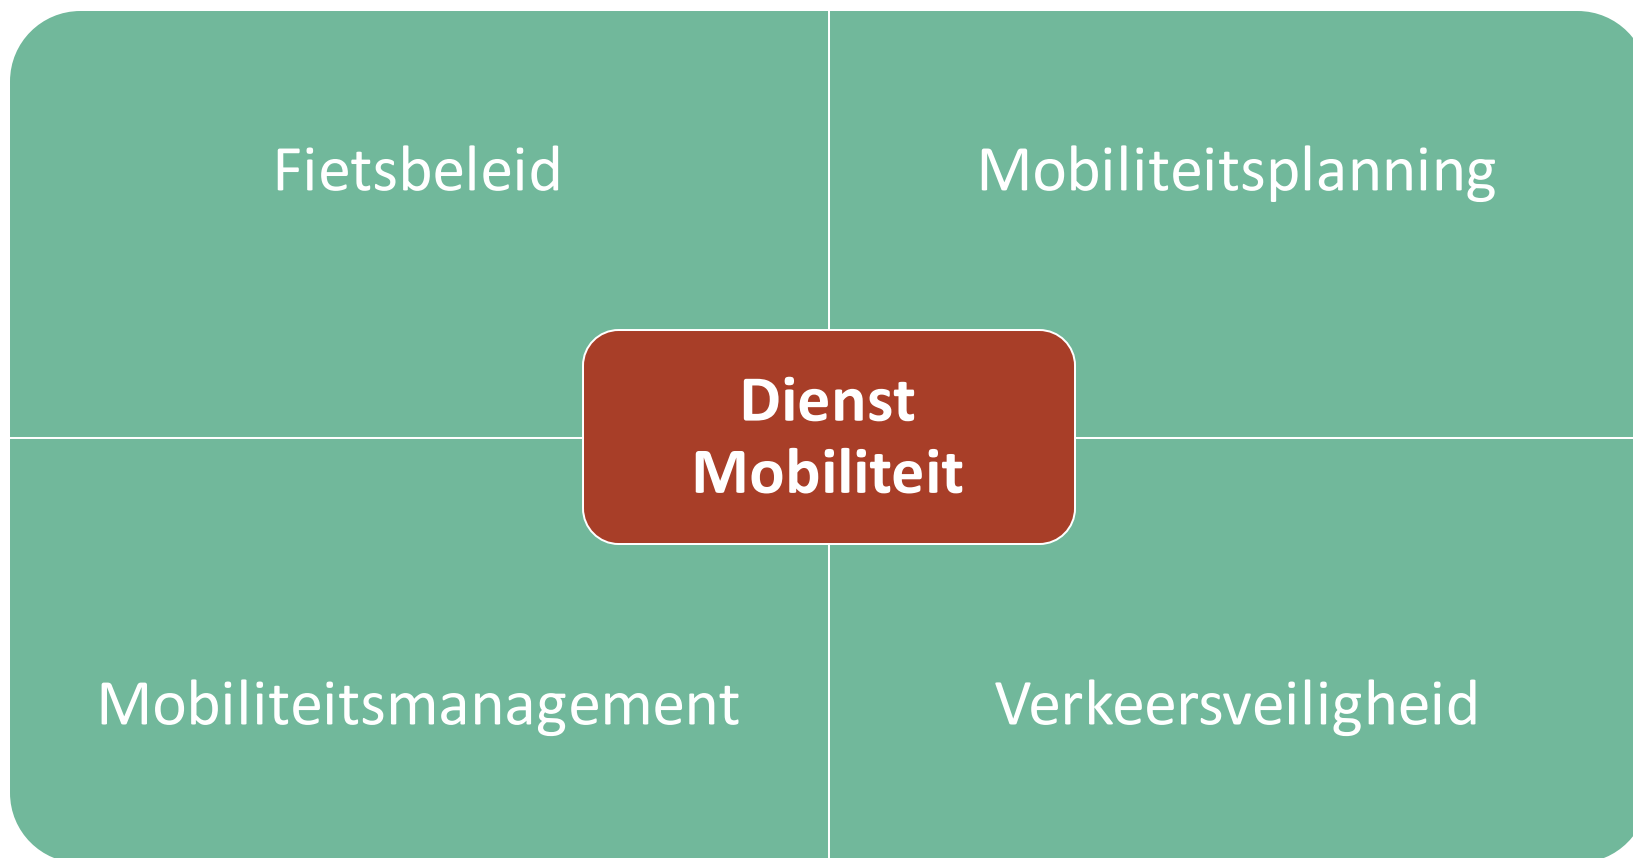 Fietsbeleid
Mobiliteitsplanning
Dienst
Mobiliteit
Mobiliteitsmanagement
Verkeersveiligheid